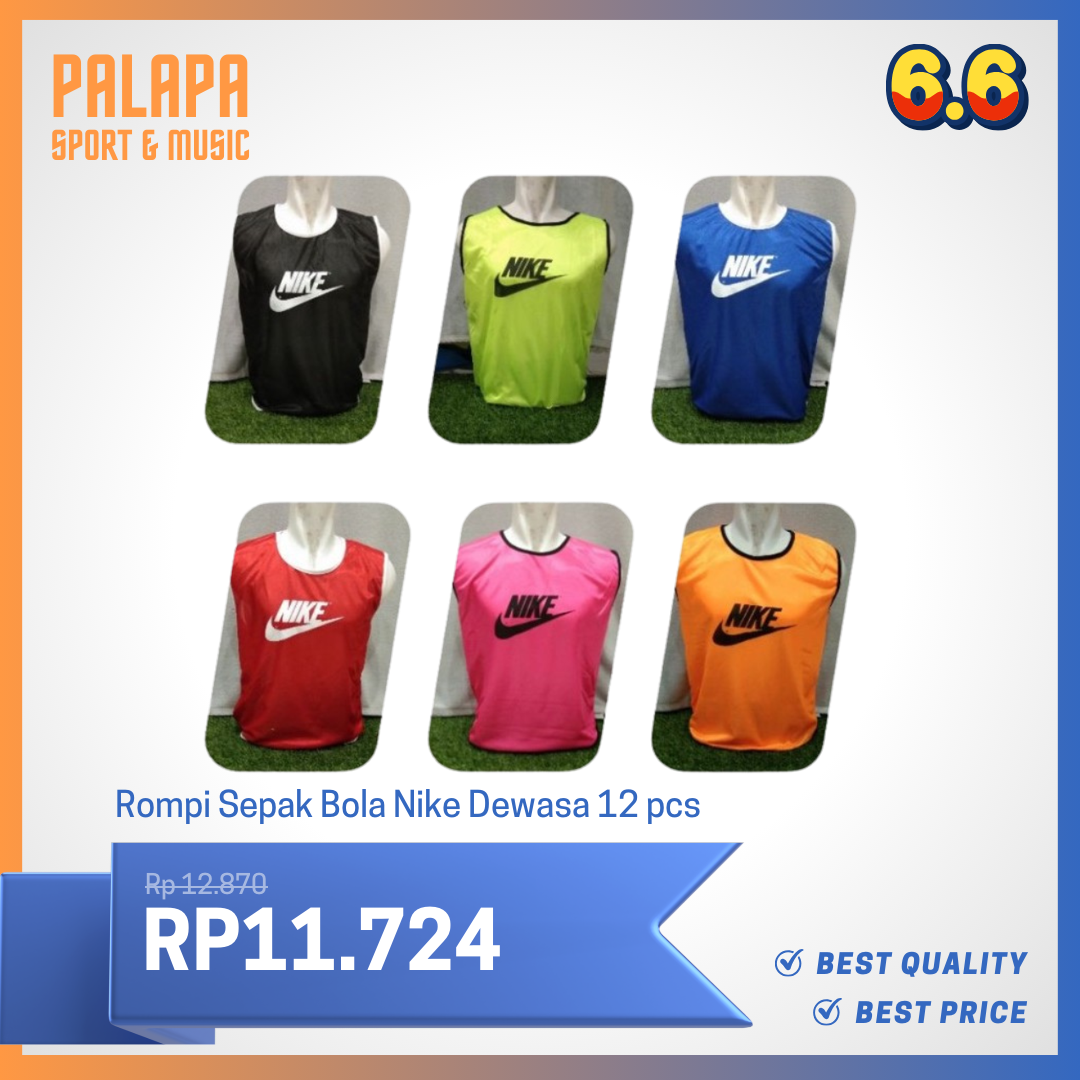 PALAPA
SPORT & MUSIC
6.6
NIKE
NIKE
NIKE
NIKE
NIKE
NIKE
Rompi Sepak Bola Nike Dewasa 12 pcs
Rp 12.870
RP11.724
BEST QUALITY
BEST PRICE